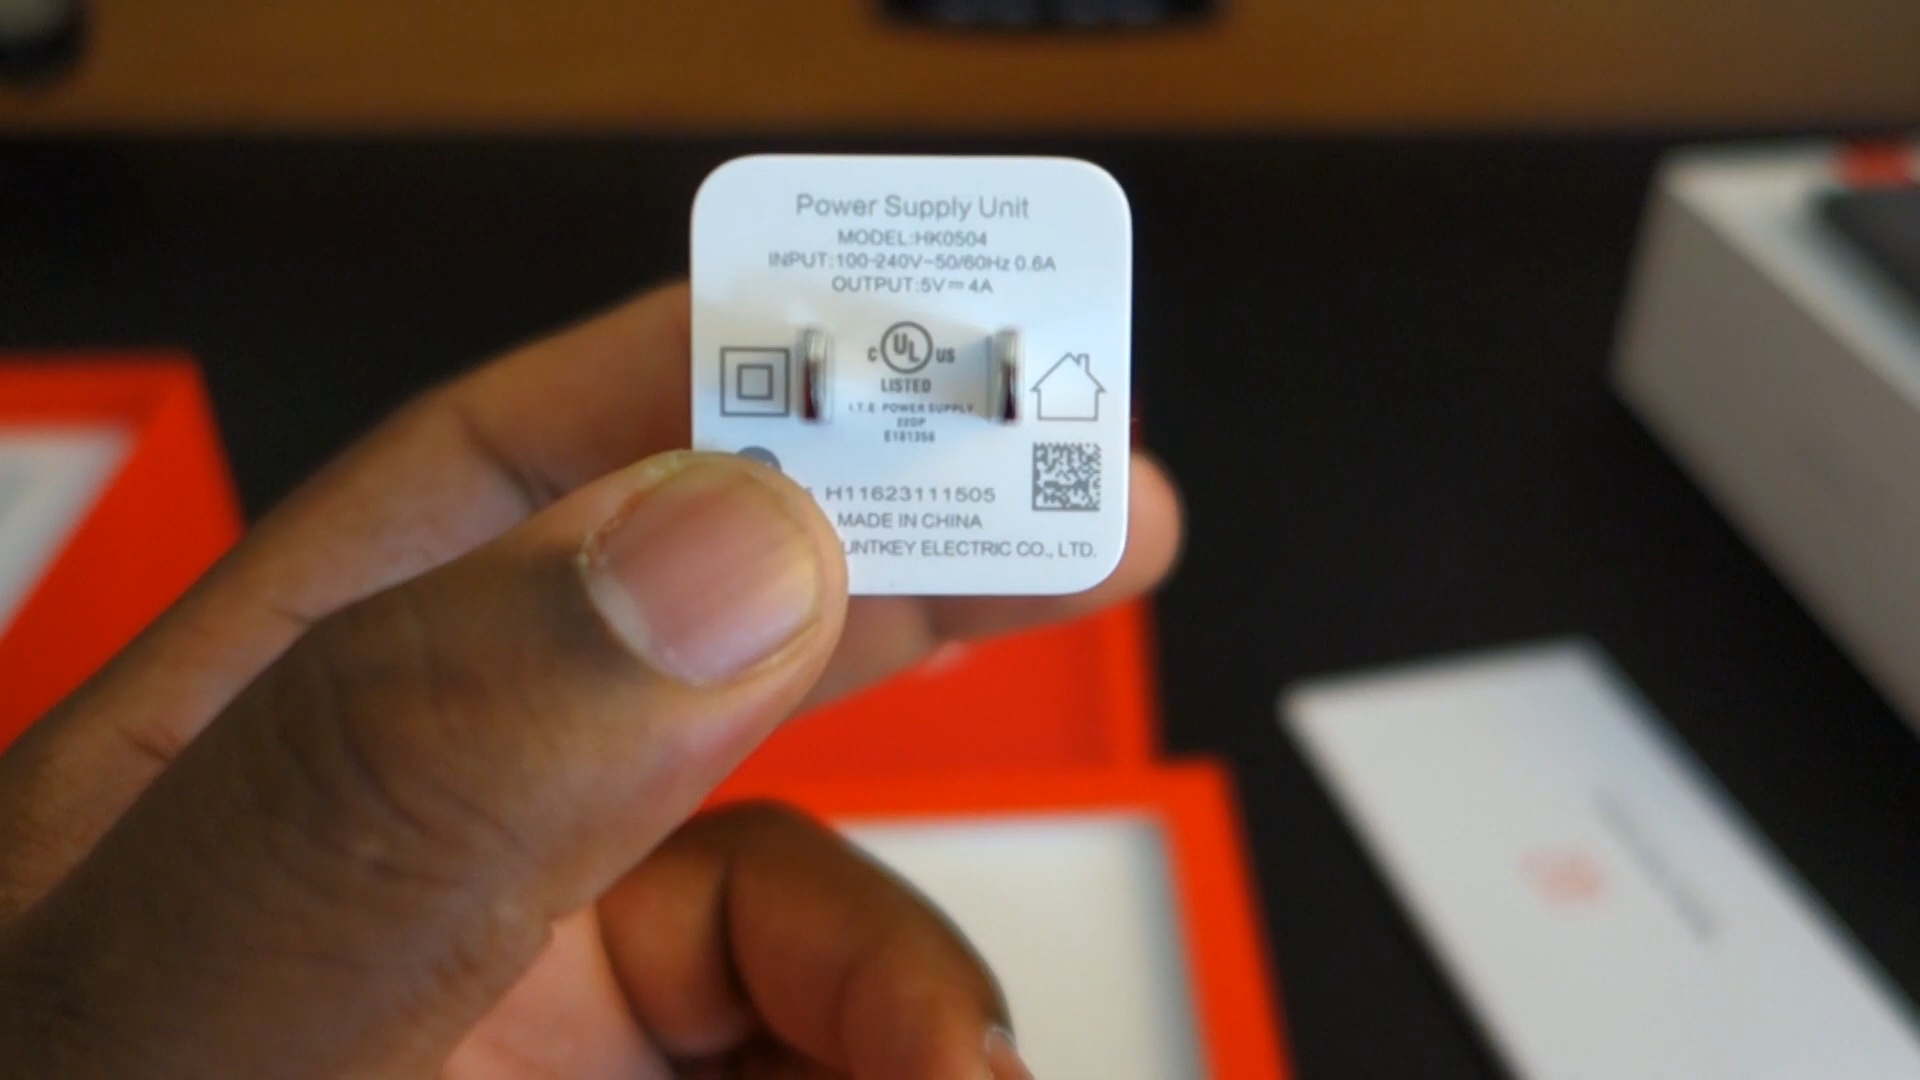 Power Supply Unit
MODEL:HK0504
INPUT:100-240V~50/60Hz 0.6A
OUTPUT:5V⎓4A
C UL US
LISTED
I.T.E. POWER SUPPLY
E181356
H11623111505
MADE IN CHINA
ELECTRIC CO., LTD.